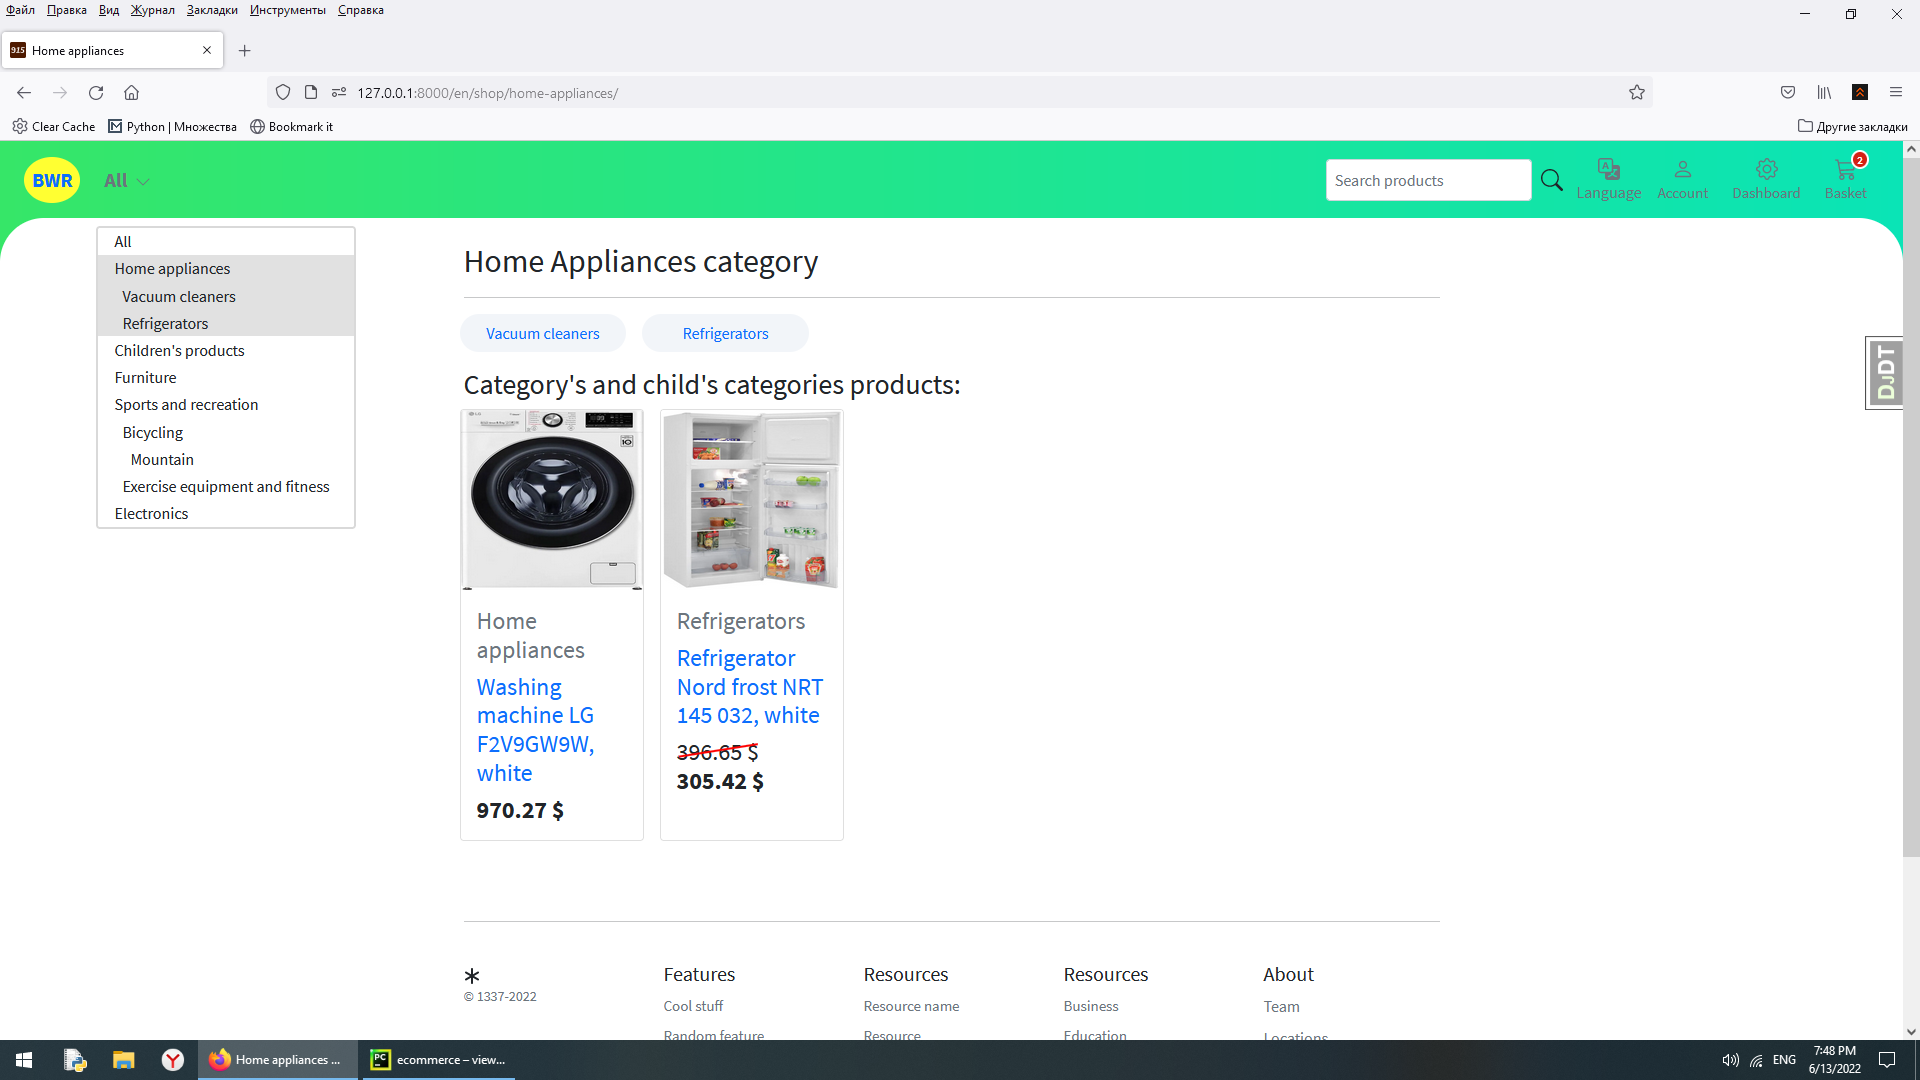 Файл Правка Вид Журнал Закладки Инструменты Справка
915 Home appliances
127.0.0.1:8000/en/shop/home-appliances/
Clear Cache Python | Множества Bookmark it Другие закладки
BWR All Search products Language Account Dashboard 2 Basket
All
Home appliances
Vacuum cleaners
Refrigerators
Children's products
Furniture
Sports and recreation
Bicycling
Mountain
Exercise equipment and fitness
Electronics
Home Appliances category
Vacuum cleaners Refrigerators
DJDT
Category's and child's categories products:
Home
appliances
Washing
machine LG
F2V9GW9W,
white
970.27 $
Refrigerators
Refrigerator
Nord frost NRT
145 032, white
396.65 $
305.42 $
© 1337-2022
Features
Cool stuff
Random feature
Resources
Resource name
Resource
Resources
Business
Education
About
Team
Locations
Home appliances ... PC ecommerce – view... ENG 7:48 PM
6/13/2022